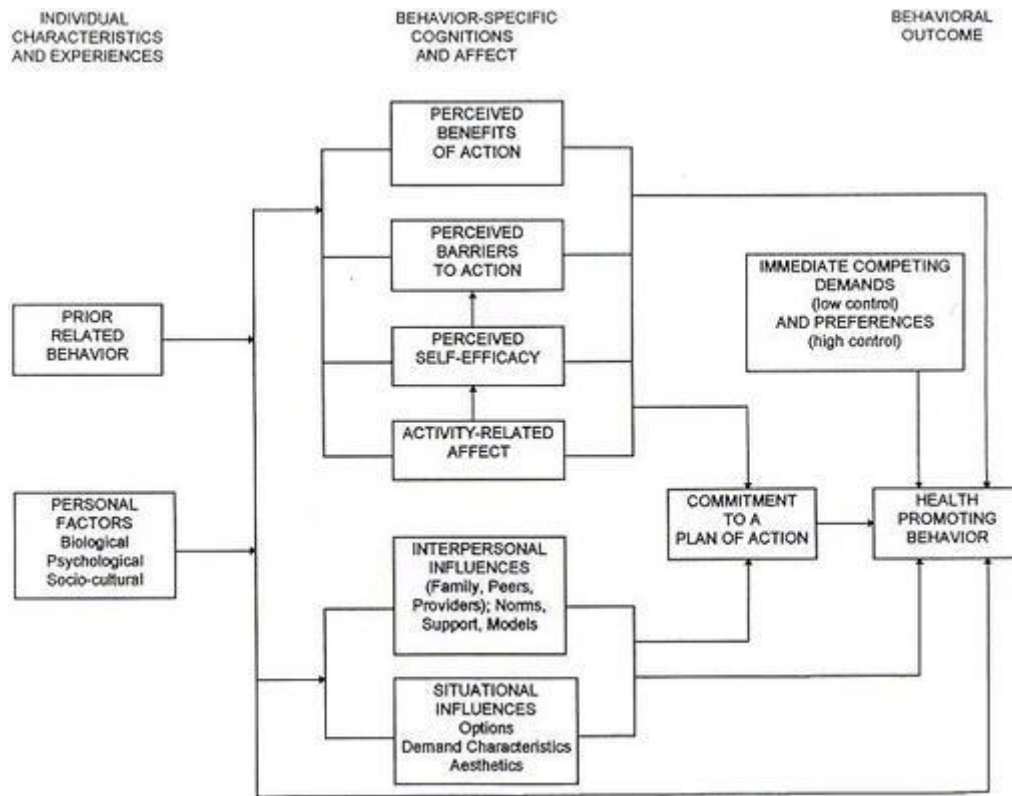 INDIVIDUAL
CHARACTERISTICS
AND EXPERIENCES
BEHAVIOR-SPECIFIC
COGNITIONS
AND AFFECT
BEHAVIORAL
OUTCOME
PERCEIVED
BENEFITS
OF ACTION
PERCEIVED
BARRIERS
TO ACTION
IMMEDIATE COMPETING
DEMANDS
(low control)
AND PREFERENCES
(high control)
PRIOR
RELATED
BEHAVIOR
PERCEIVED
SELF-EFFICACY
ACTIVITY-RELATED
AFFECT
PERSONAL
FACTORS
Biological
Psychological
Socio-cultural
COMMITMENT
TO A
PLAN OF ACTION
HEALTH
PROMOTING
BEHAVIOR
INTERPERSONAL
INFLUENCES
(Family, Peers,
Providers); Norms,
Support, Models
SITUATIONAL
INFLUENCES
Options
Demand Characteristics
Aesthetics